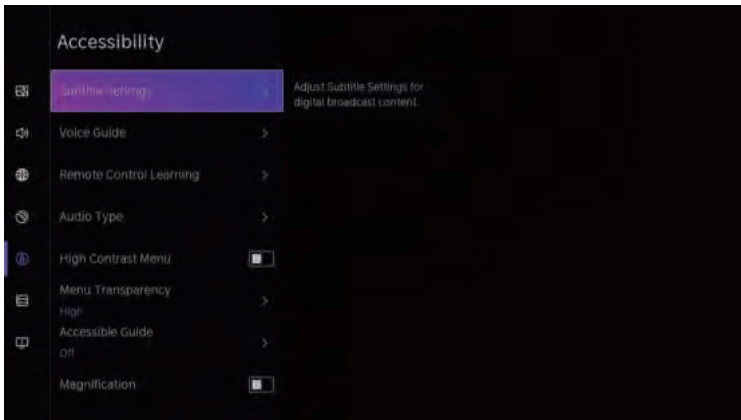 Accessibility
Subtitle Settings
Adjust Subtitle Settings for
digital broadcast content.
Voice Guide
Remote Control Learning
Audio Type
High Contrast Menu
Menu Transparency
High
Accessible Guide
Off
Magnification